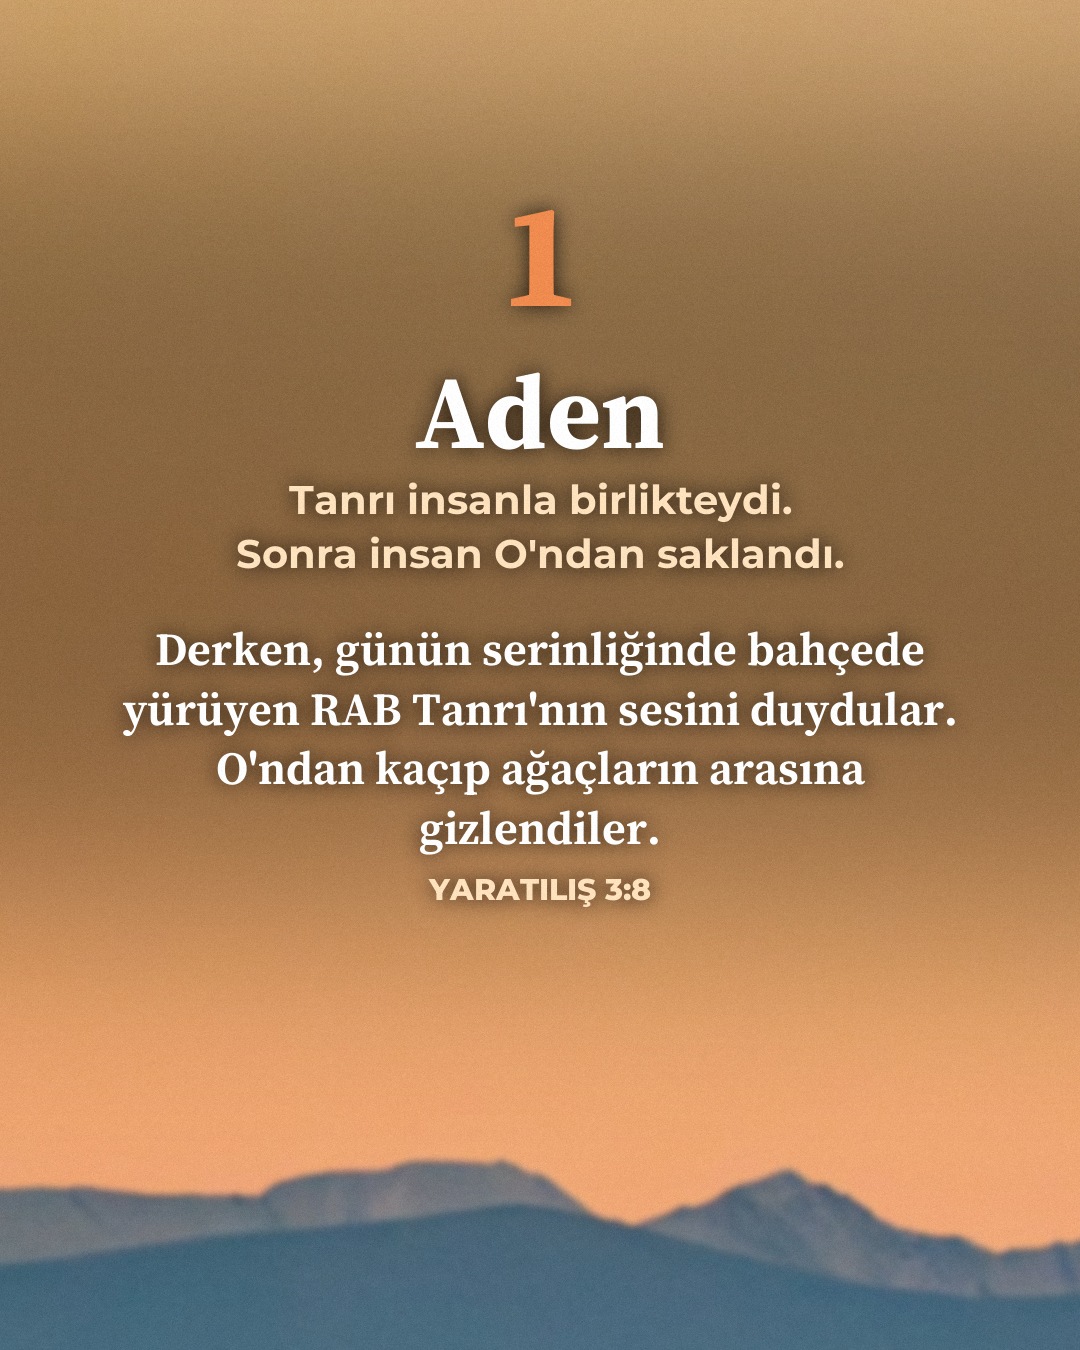 1
Aden
Tanrı insanla birlikteydi.
Sonra insan O'ndan saklandı.
Derken, günün serinliğinde bahçede
yürüyen RAB Tanrı'nın sesini duydular.
O'ndan kaçıp ağaçların arasına
gizlendiler.
YARATILIŞ 3:8